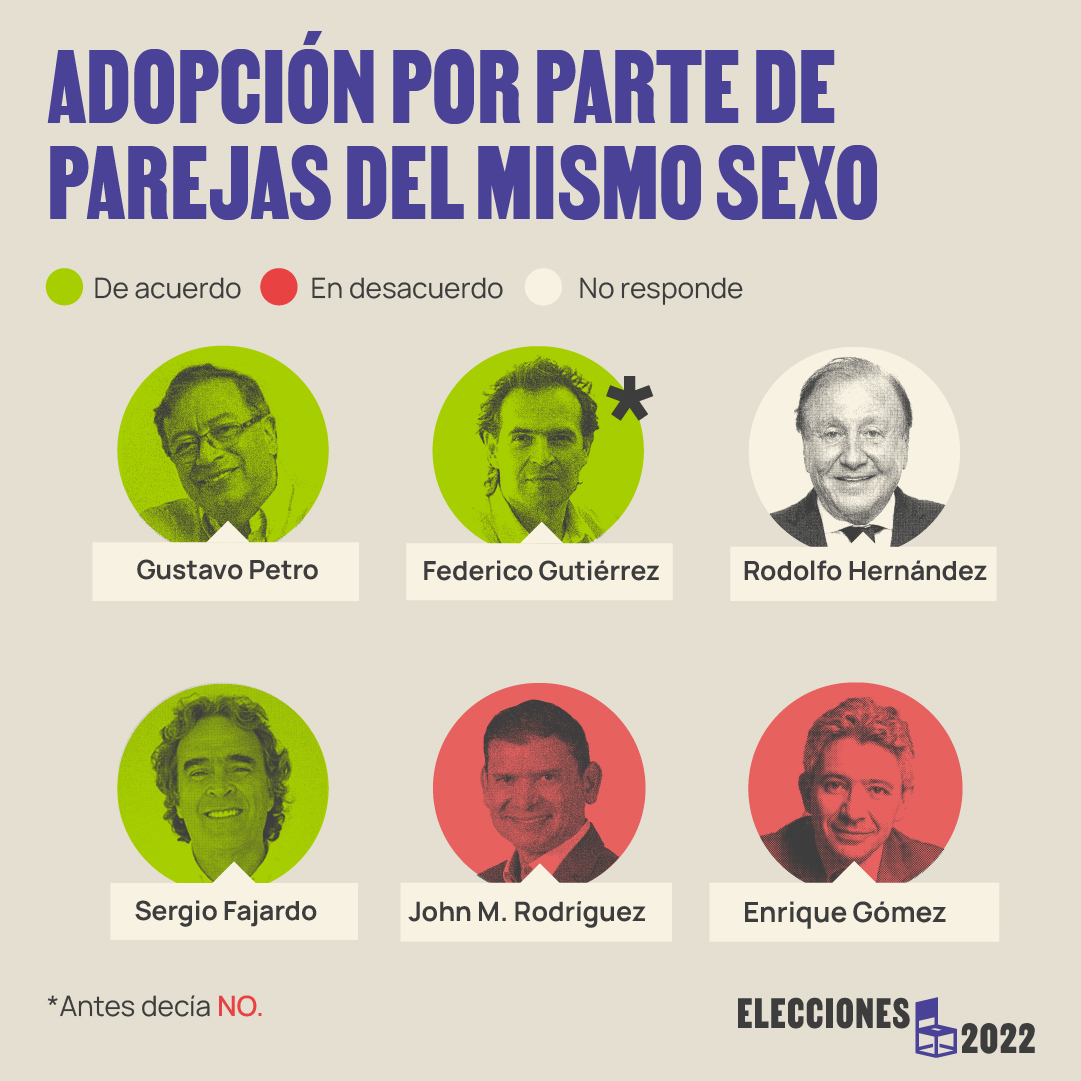 ADOPCIÓN POR PARTE DE
PAREJAS DEL MISMO SEXO
De acuerdo En desacuerdo No responde
*
Gustavo Petro Federico Gutiérrez Rodolfo Hernández
Sergio Fajardo John M. Rodríguez Enrique Gómez
*Antes decía NO.
ELECCIONES
2022